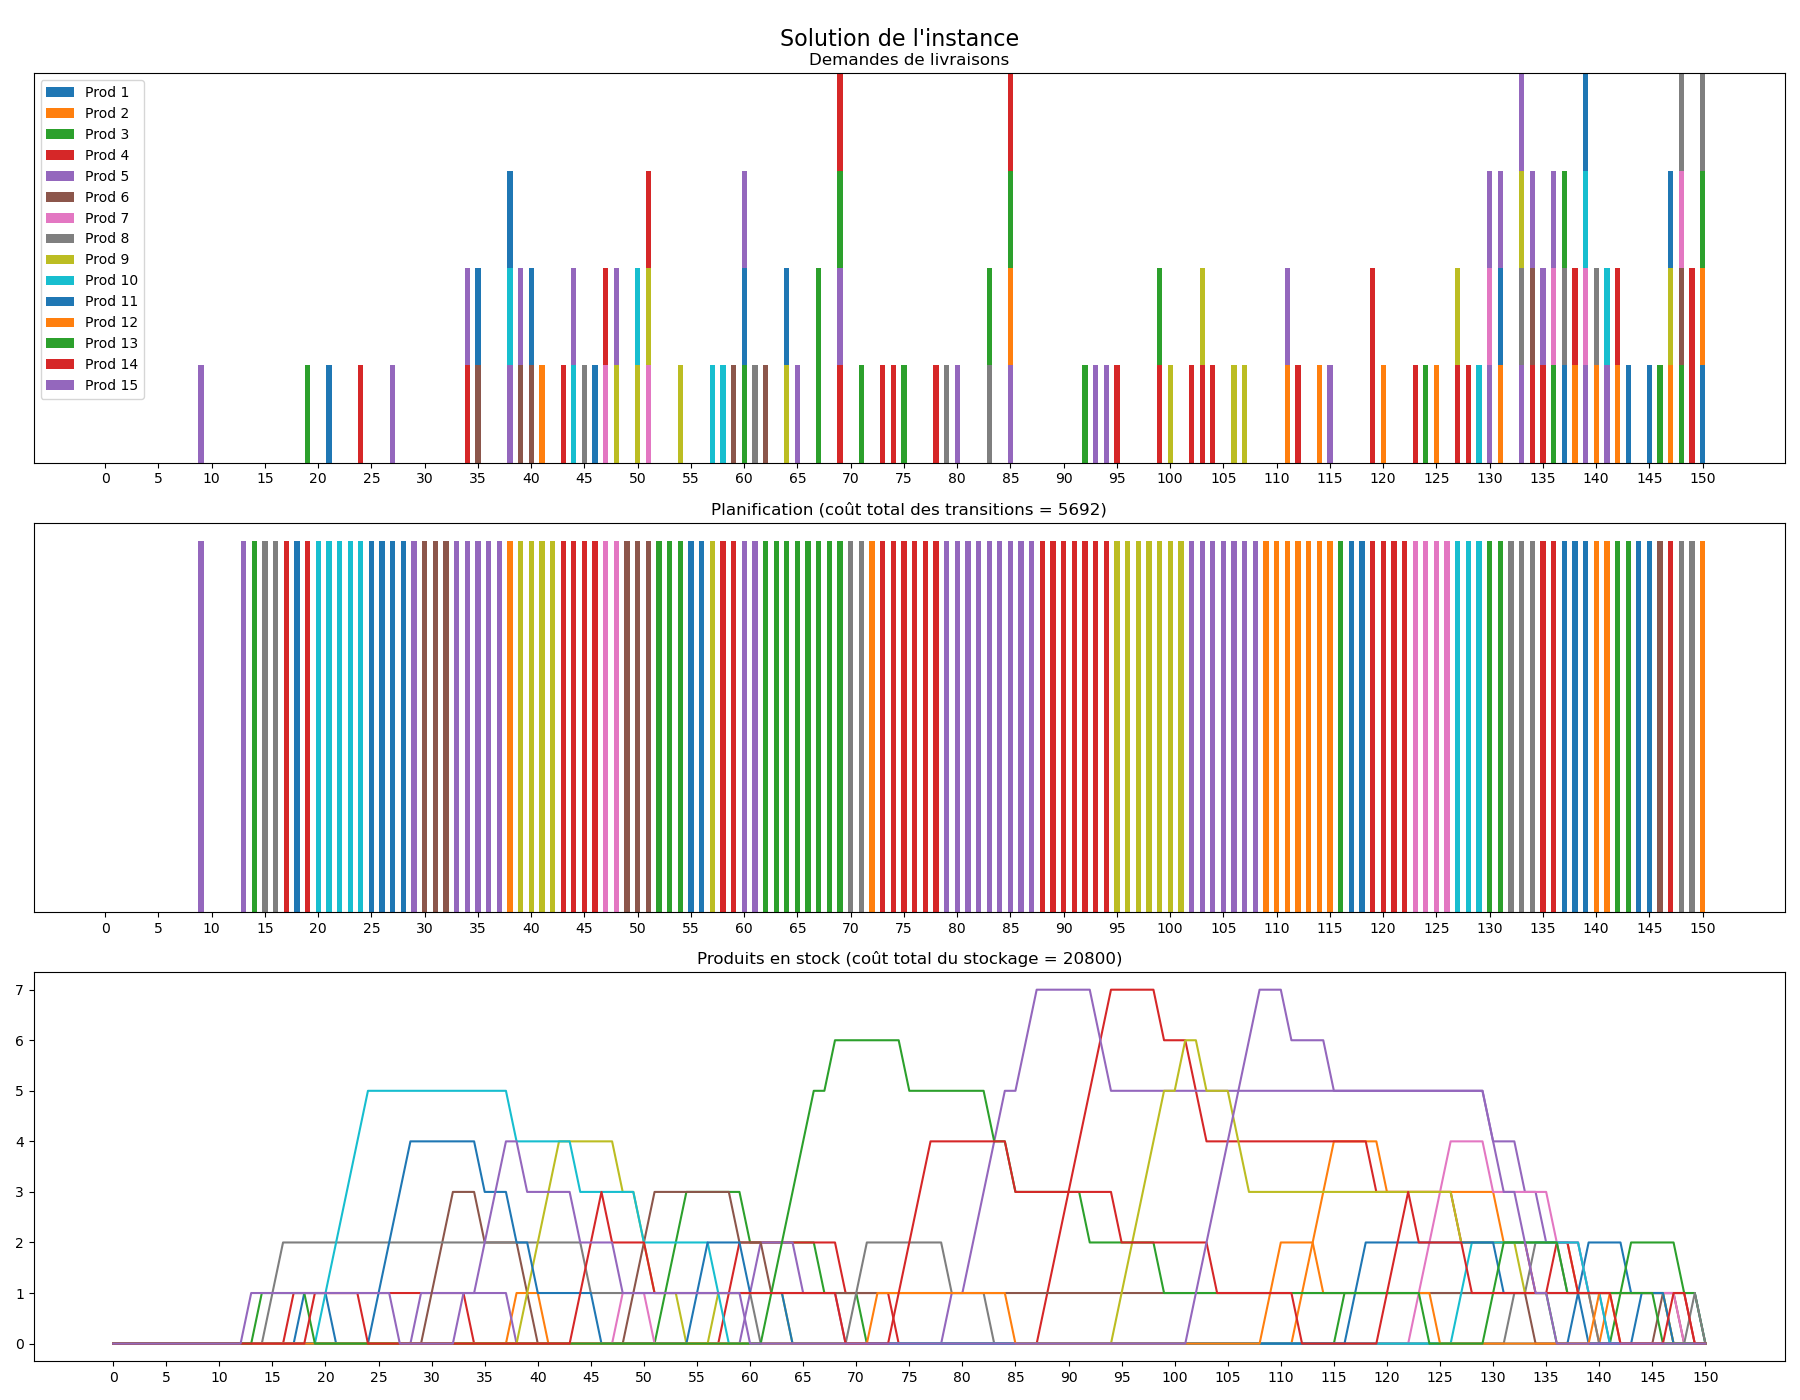 Solution de l'instance
Demandes de livraisons
Prod 1
Prod 2
Prod 3
Prod 4
Prod 5
Prod 6
Prod 7
Prod 8
Prod 9
Prod 10
Prod 11
Prod 12
Prod 13
Prod 14
Prod 15
0 5 10 15 20 25 30 35 40 45 50 55 60 65 70 75 80 85 90 95 100 105 110 115 120 125 130 135 140 145 150
Planification (coût total des transitions = 5692)
0 5 10 15 20 25 30 35 40 45 50 55 60 65 70 75 80 85 90 95 100 105 110 115 120 125 130 135 140 145 150
Produits en stock (coût total du stockage = 20800)
7
6
5
4
3
2
1
0
0 5 10 15 20 25 30 35 40 45 50 55 60 65 70 75 80 85 90 95 100 105 110 115 120 125 130 135 140 145 150